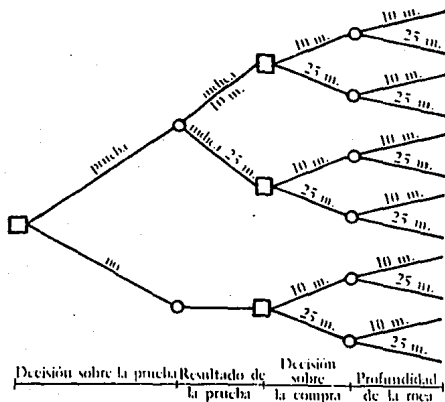 10 m.
25 m.
10 m.
25 m.
indica
10 m.
10 m.
25 m.
prueba
indica 25 m.
10 m.
25 m.
10 m.
25 m.
10 m.
25 m.
no
10 m.
25 m.
10 m.
25 m.
10 m.
25 m.
Decisión sobre la prueba
Resultado de
la prueba
Decisión
sobre
la compra
Profundidad
de la roca